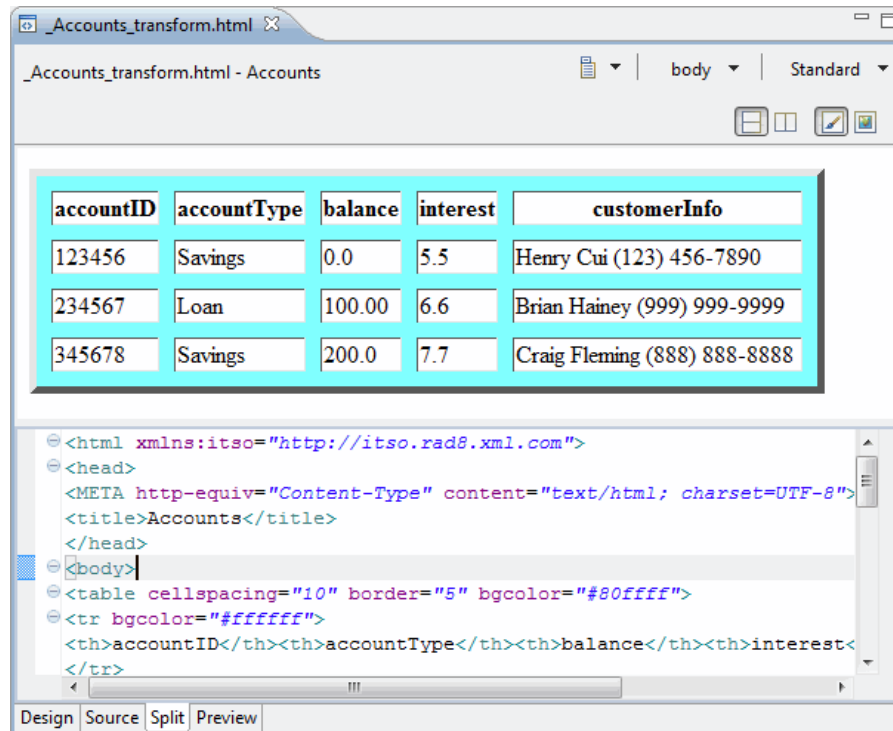 _Accounts_transform.html
_Accounts_transform.html - Accounts body Standard
accountID accountType balance interest customerInfo
123456 Savings 0.0 5.5 Henry Cui (123) 456-7890
234567 Loan 100.00 6.6 Brian Hainey (999) 999-9999
345678 Savings 200.0 7.7 Craig Fleming (888) 888-8888
<html xmlns:itso="http://itso.rad8.xml.com">
<head>
<META http-equiv="Content-Type" content="text/html; charset=UTF-8">
<title>Accounts</title>
</head>
<body>
<table cellspacing="10" border="5" bgcolor="#80ffff">
<tr bgcolor="#ffffff">
<th>accountID</th><th>accountType</th><th>balance</th><th>interest<
</tr>
Design Source Split Preview